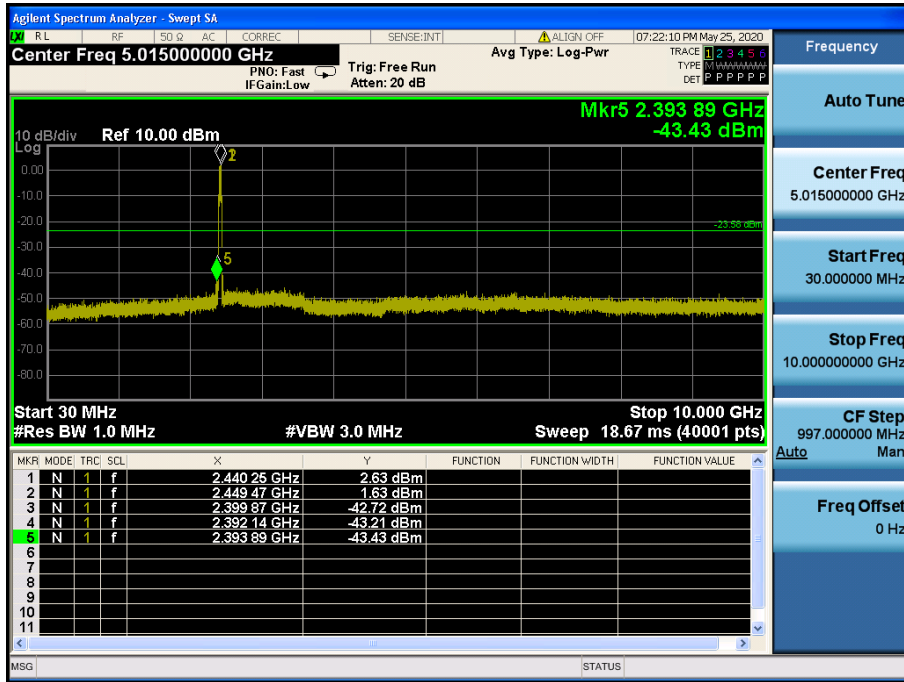 Agilent Spectrum Analyzer - Swept SA
LXI RL RF 50 Ω AC CORREC SENSE:INT ALIGN OFF 07:22:10 PM May 25, 2020
Center Freq 5.015000000 GHz
PNO: Fast
IFGain:Low
Trig: Free Run
Atten: 20 dB
Avg Type: Log-Pwr
TRACE 1 2 3 4 5 6
TYPE M WWWWW
DET P P P P P P
Mkr5 2.393 89 GHz
-43.43 dBm
10 dB/div Ref 10.00 dBm
Log
0.00
-10.0
-20.0
-30.0
-40.0
-50.0
-60.0
-70.0
-80.0
2
5
-23.58 dBm
Start 30 MHz Stop 10.000 GHz
#Res BW 1.0 MHz #VBW 3.0 MHz Sweep 18.67 ms (40001 pts)
MKR MODE TRC SCL X Y FUNCTION FUNCTION WIDTH FUNCTION VALUE
1 N 1 f 2.440 25 GHz 2.63 dBm
2 N 1 f 2.449 47 GHz 1.63 dBm
3 N 1 f 2.399 87 GHz -42.72 dBm
4 N 1 f 2.392 14 GHz -43.21 dBm
5 N 1 f 2.393 89 GHz -43.43 dBm
6
7
8
9
10
11
MSG STATUS
Frequency
Auto Tune
Center Freq
5.015000000 GHz
Start Freq
30.000000 MHz
Stop Freq
10.000000000 GHz
CF Step
997.000000 MHz
Auto Man
Freq Offset
0 Hz